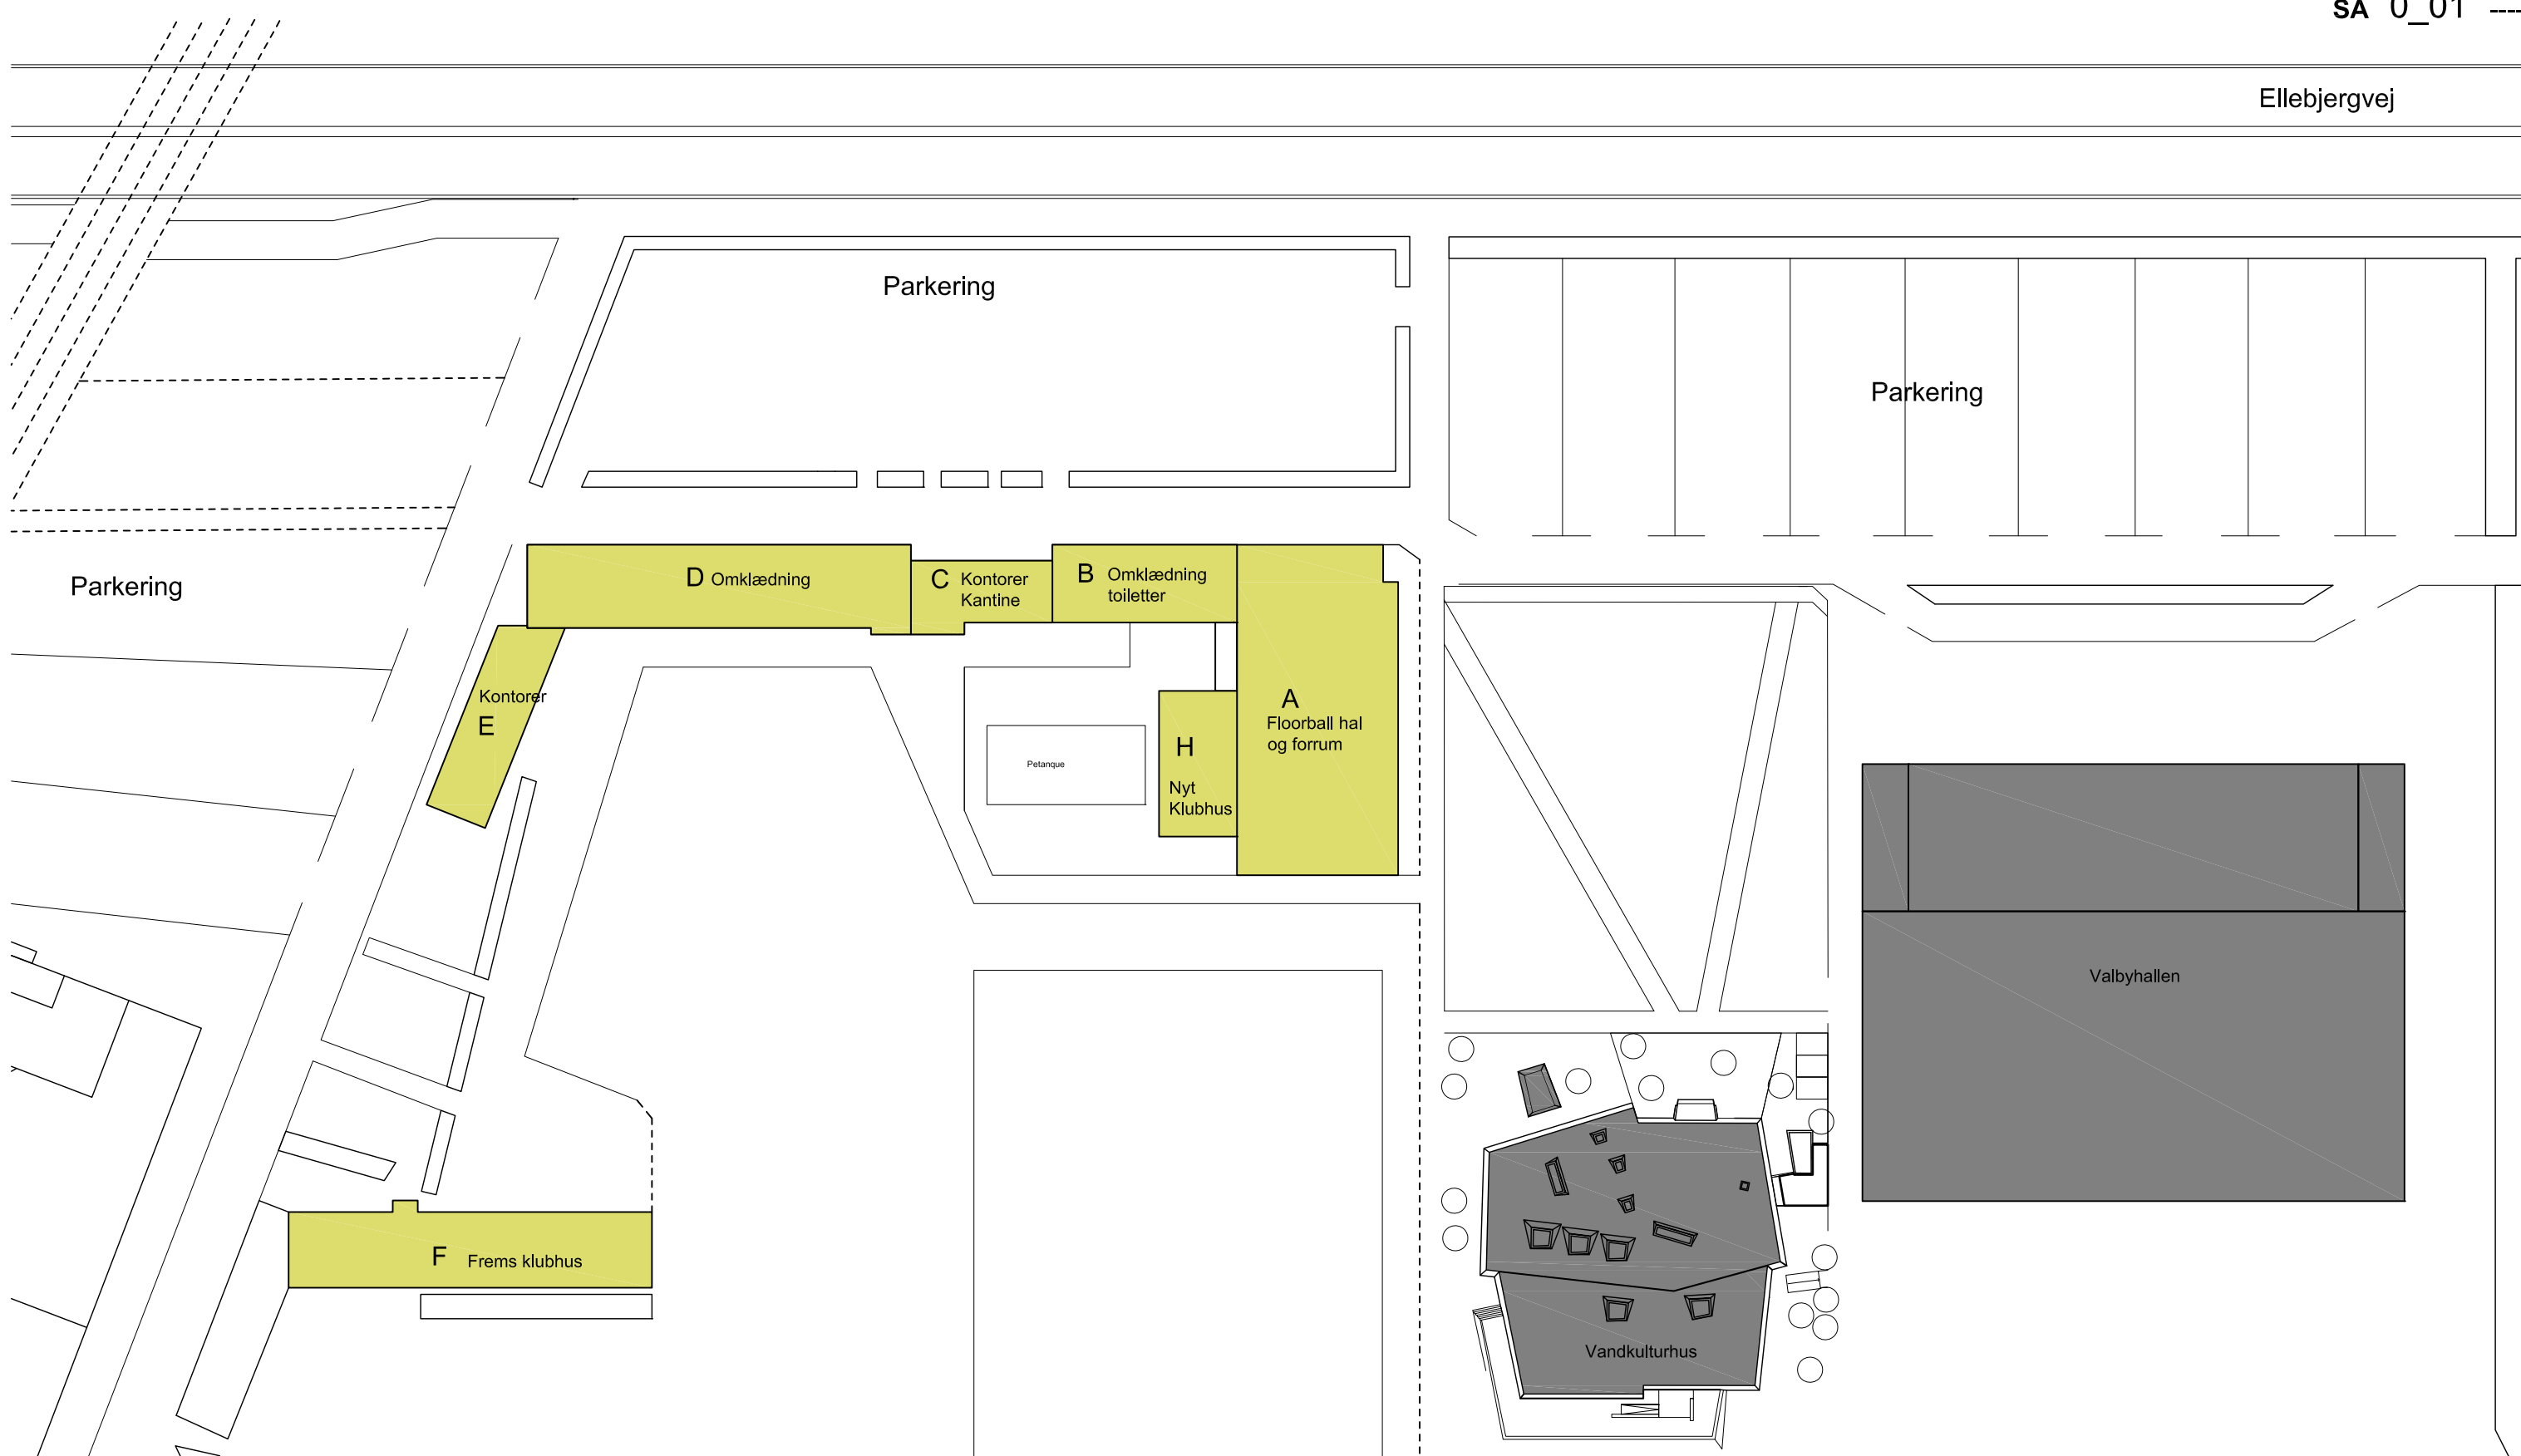 SA 0_01 ----
Ellebjergvej
Parkering
Parkering
Parkering
D Omklædning
C Kontorer
Kantine
B Omklædning
toiletter
Kontorer
E
A
Floorball hal
og forrum
H
Nyt
Klubhus
Petanque
Valbyhallen
F Frems klubhus
Vandkulturhus